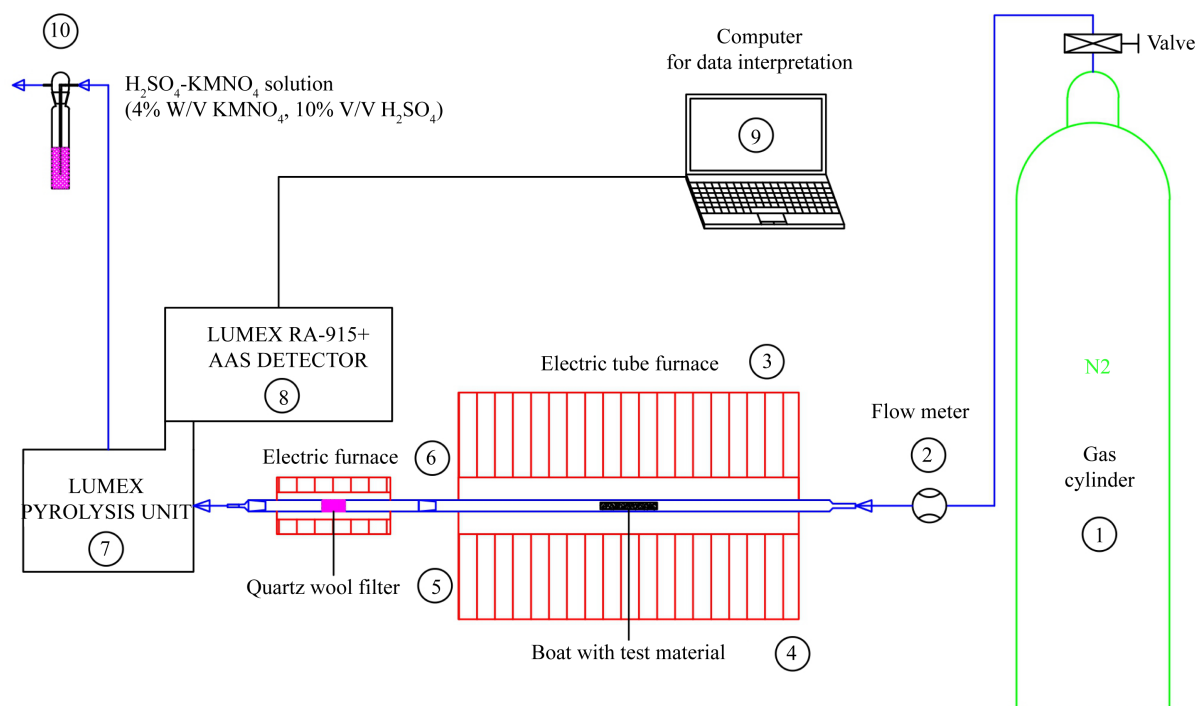 10
H₂SO₄-KMNO₄ solution
(4% W/V KMNO₄, 10% V/V H₂SO₄)
Computer
for data interpretation
9
Valve
LUMEX RA-915+
AAS DETECTOR
8
Electric tube furnace
3
N2
Flow meter
2
Gas
cylinder
1
Electric furnace
6
LUMEX
PYROLYSIS UNIT
7
Quartz wool filter
5
Boat with test material
4